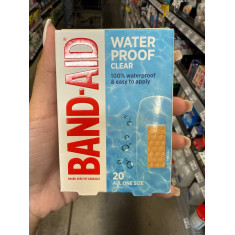 BAND-AID
WATER
PROOF
CLEAR
100% waterproof
& easy to apply
20
ALL ONE SIZE